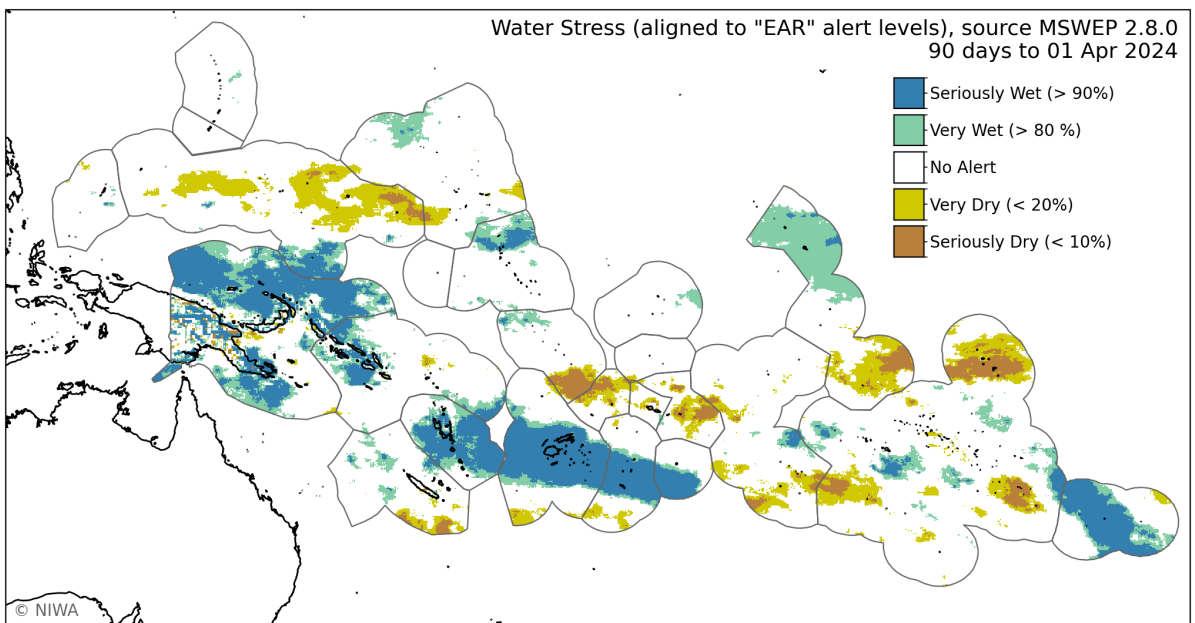 Water Stress (aligned to "EAR" alert levels), source MSWEP 2.8.0
90 days to 01 Apr 2024
Seriously Wet (> 90%)
Very Wet (> 80 %)
No Alert
Very Dry (< 20%)
Seriously Dry (< 10%)
© NIWA